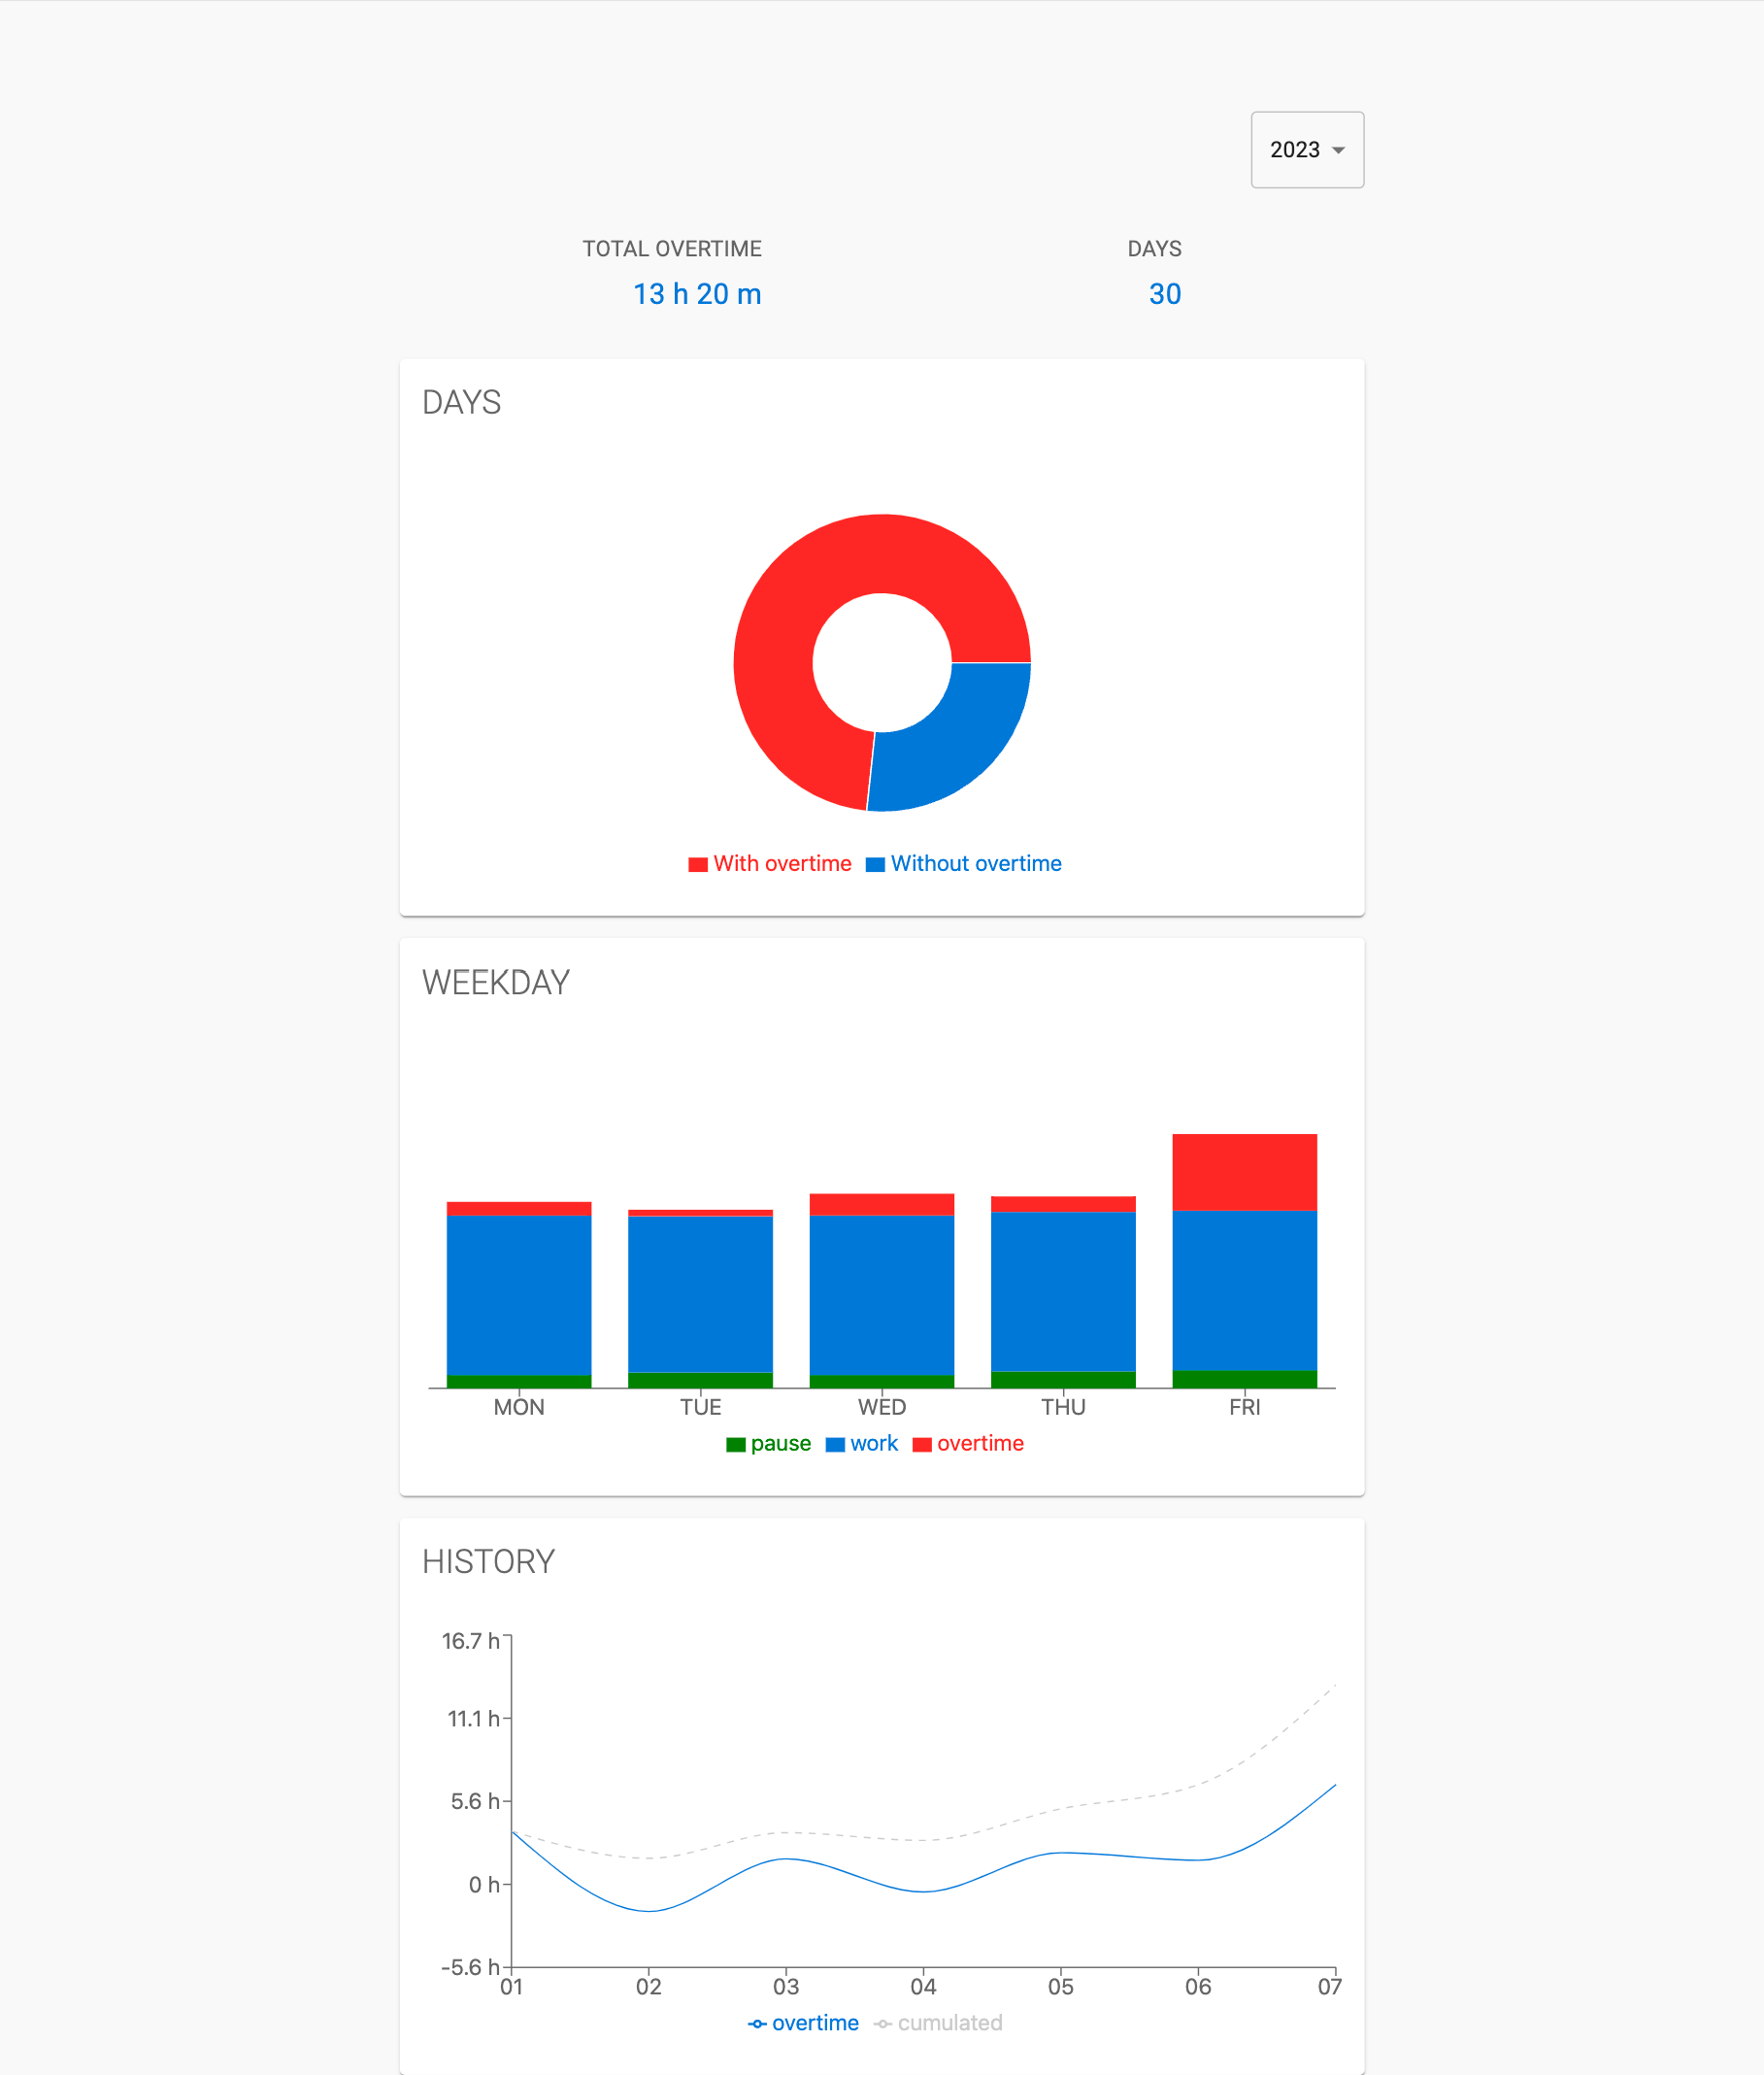 2023
TOTAL OVERTIME DAYS
13 h 20 m 30
DAYS
With overtime Without overtime
WEEKDAY
MON TUE WED THU FRI
pause work overtime
HISTORY
16.7 h
11.1 h
5.6 h
0 h
-5.6 h
01 02 03 04 05 06 07
overtime cumulated